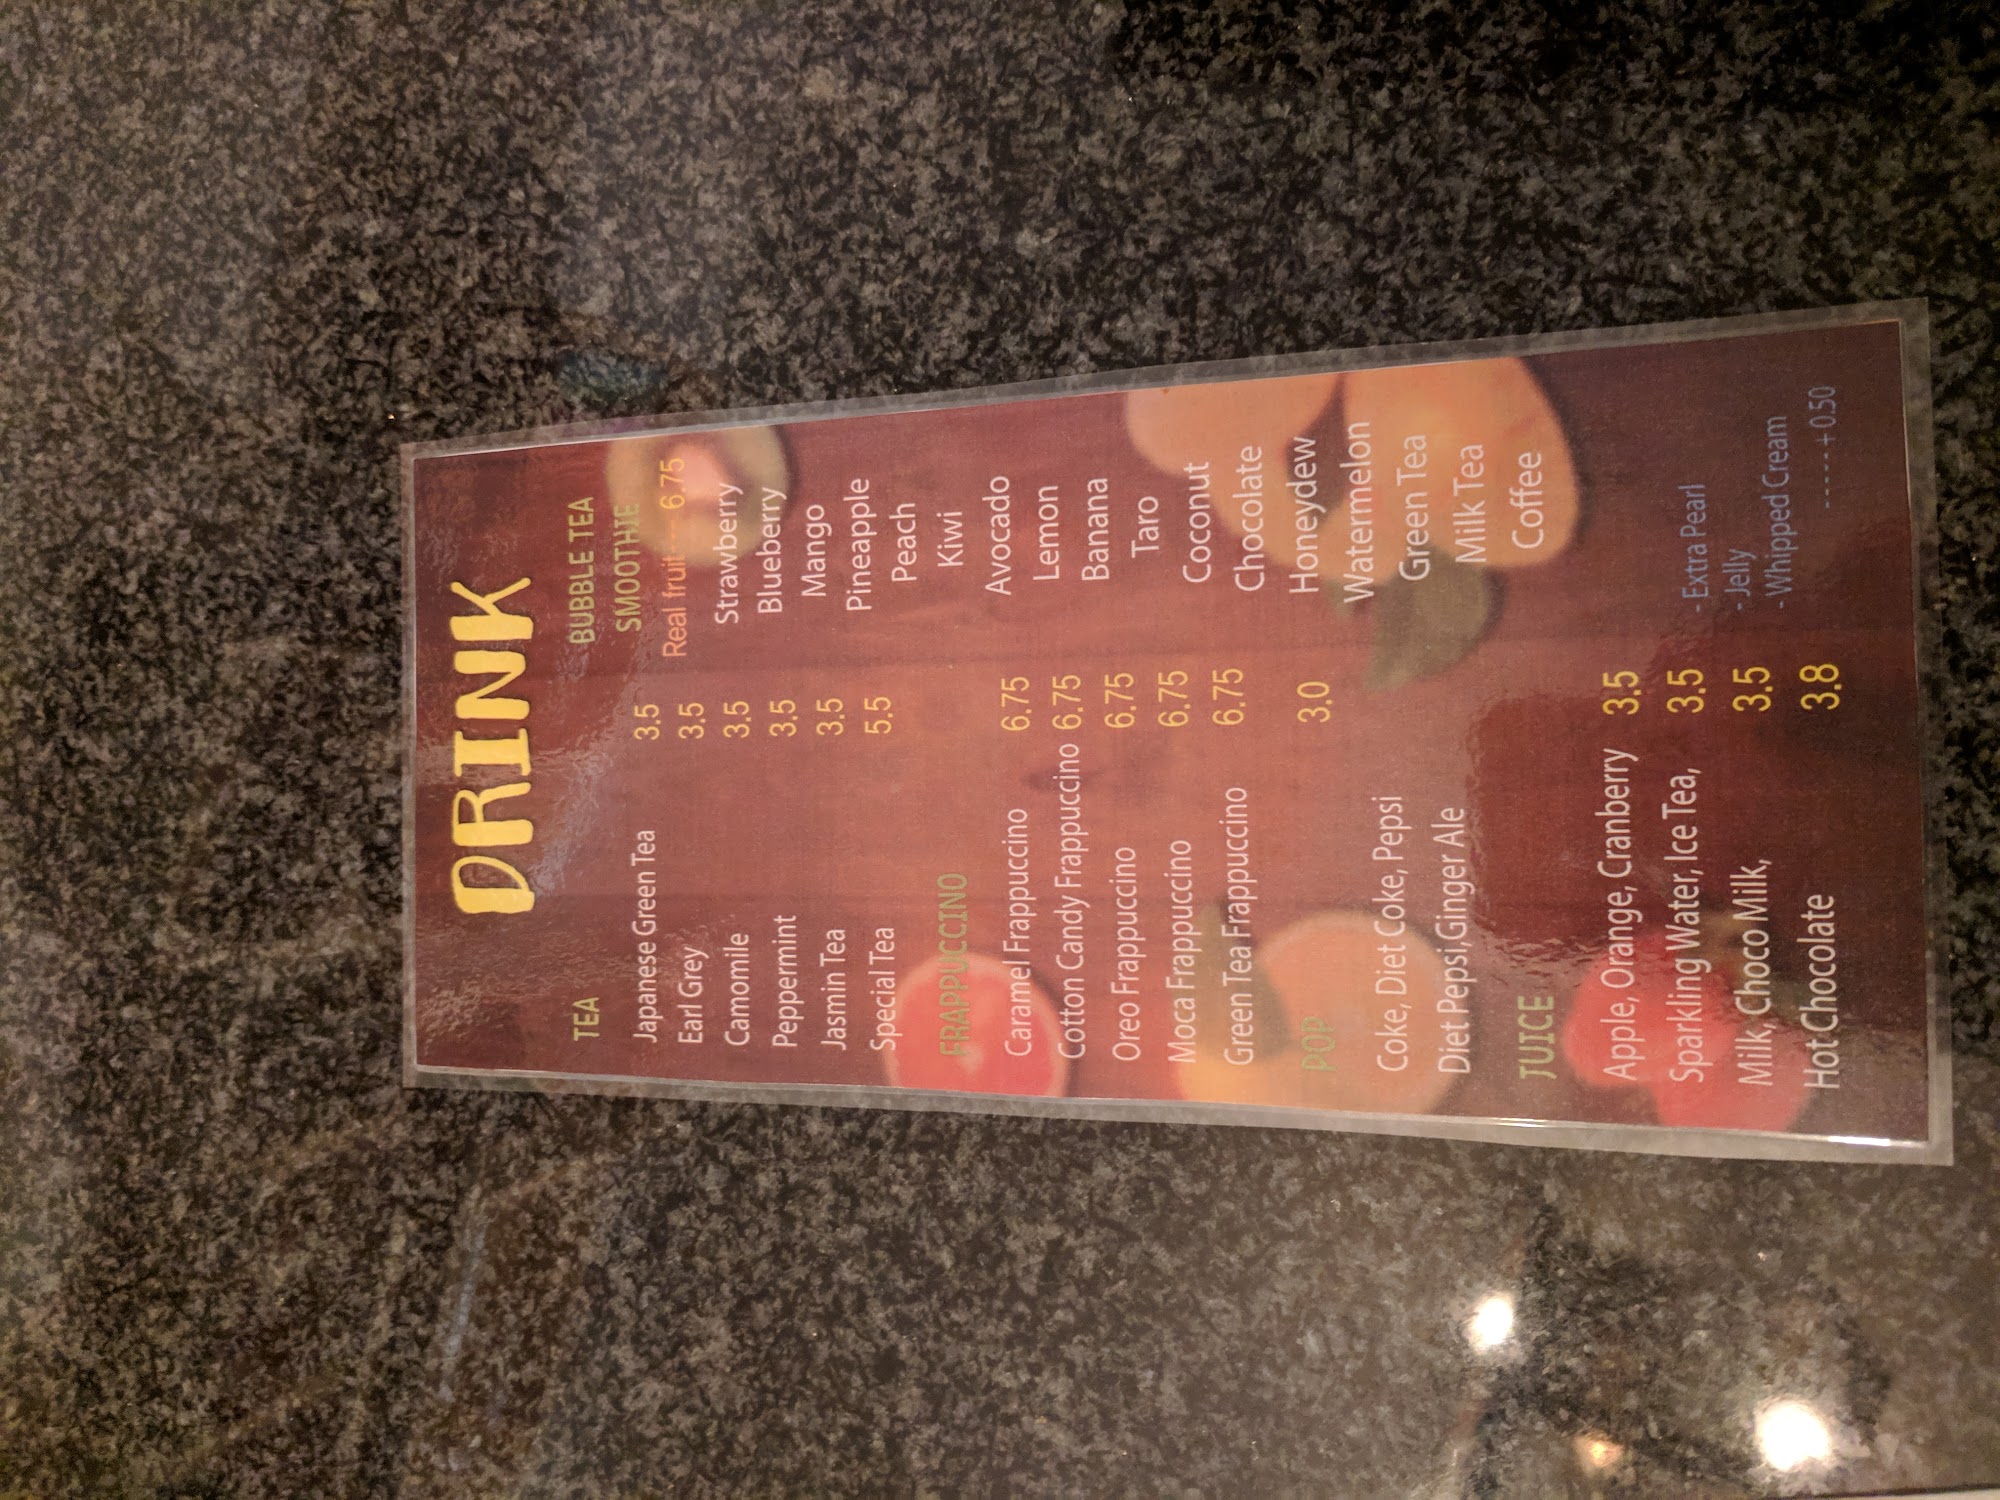 DRINK
TEA
Japanese Green Tea 3.5
Earl Grey 3.5
Camomile 3.5
Peppermint 3.5
Jasmin Tea 3.5
Special Tea 5.5
FRAPPUCCINO
Caramel Frappuccino 6.75
Cotton Candy Frappuccino 6.75
Oreo Frappuccino 6.75
Moca Frappuccino 6.75
Green Tea Frappuccino 6.75
POP 3.0
Coke, Diet Coke, Pepsi
Diet Pepsi,Ginger Ale
JUICE
Apple, Orange, Cranberry 3.5
Sparkling Water, Ice Tea, 3.5
Milk, Choco Milk, 3.5
Hot Chocolate 3.8
BUBBLE TEA
SMOOTHIE
Real fruit---- 6.75
Strawberry
Blueberry
Mango
Pineapple
Peach
Kiwi
Avocado
Lemon
Banana
Taro
Coconut
Chocolate
Honeydew
Watermelon
Green Tea
Milk Tea
Coffee
- Extra Pearl
- Jelly
- Whipped Cream
------ + 0.50